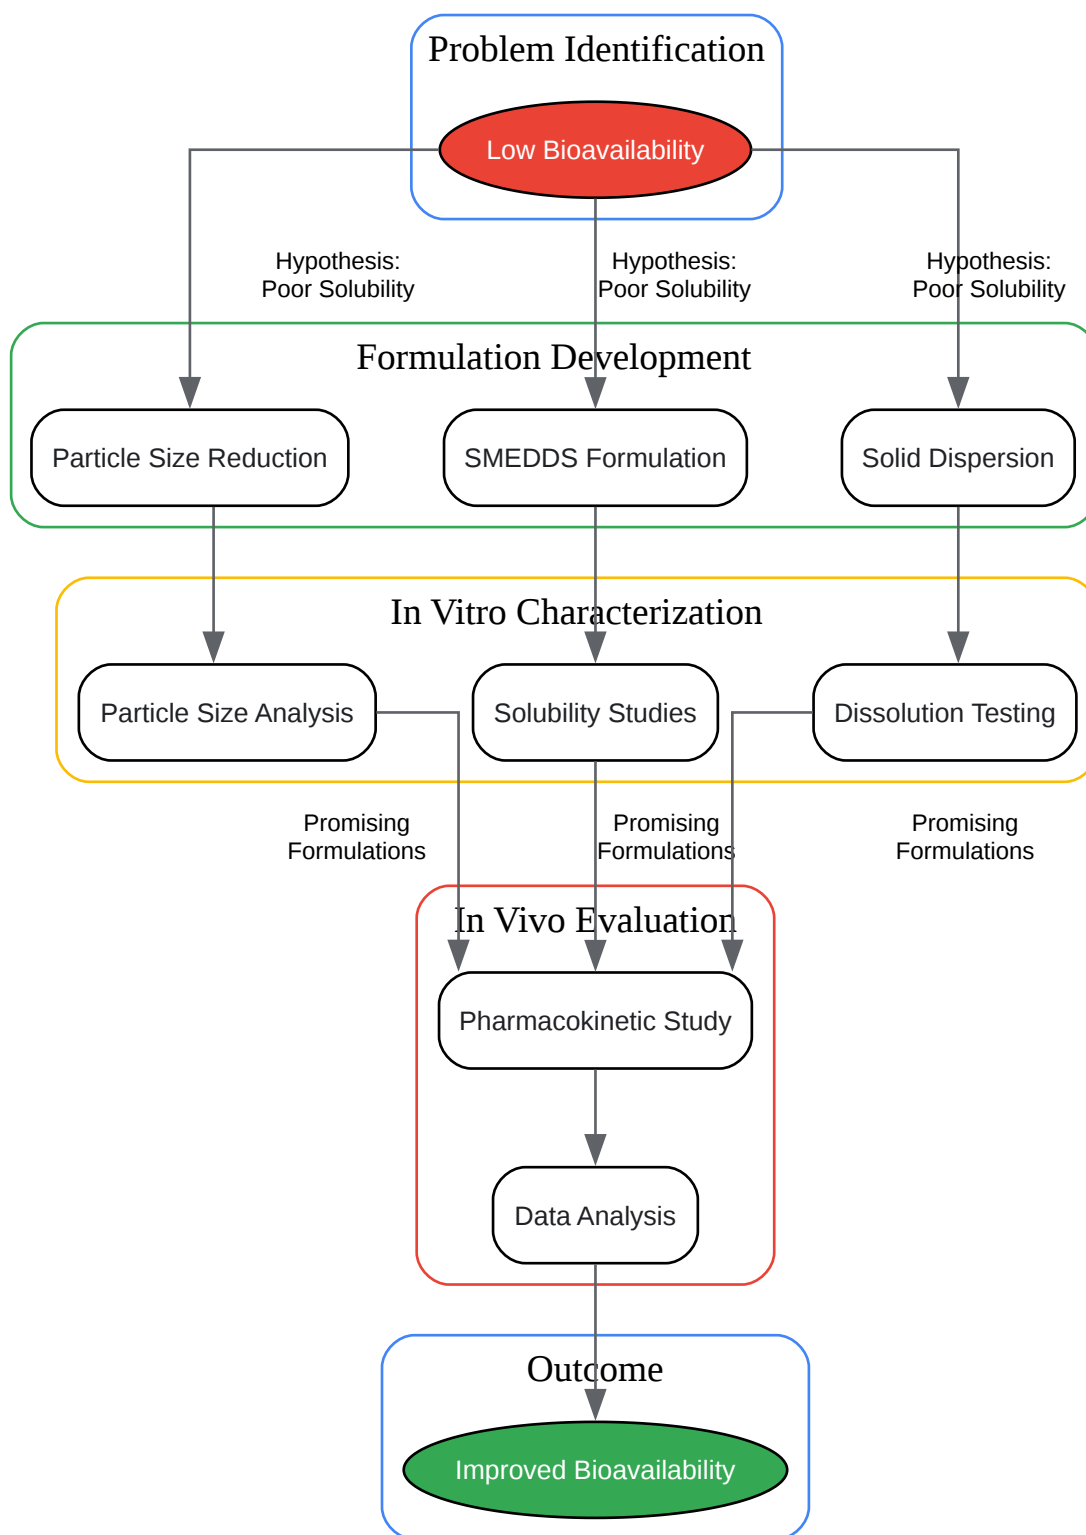 Problem Identification
Low Bioavailability
Hypothesis:
Poor Solubility
Hypothesis:
Poor Solubility
Hypothesis:
Poor Solubility
Formulation Development
Particle Size Reduction
SMEDDS Formulation
Solid Dispersion
In Vitro Characterization
Particle Size Analysis
Solubility Studies
Dissolution Testing
Promising
Formulations
Promising
Formulations
Promising
Formulations
In Vivo Evaluation
Pharmacokinetic Study
Data Analysis
Outcome
Improved Bioavailability